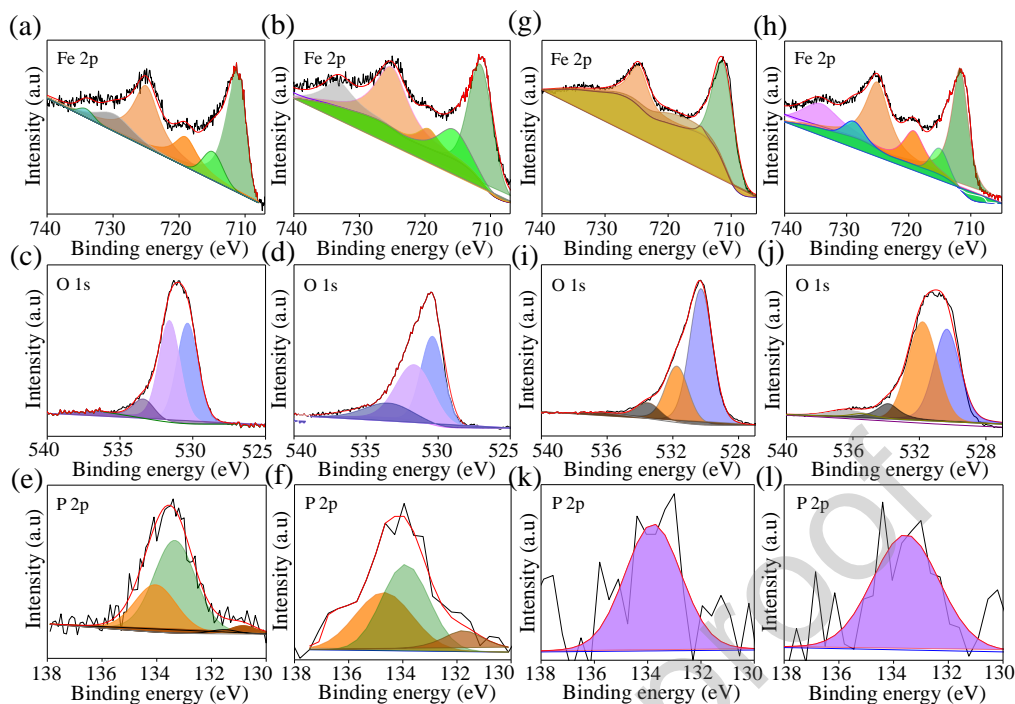 (a) (b) (g) (h)
Fe 2p Fe 2p Fe 2p Fe 2p
Intensity (a.u) Intensity (a.u) Intensity (a.u) Intensity (a.u)
740 730 720 710 740 730 720 710 740 730 720 710 740 730 720 710
Binding energy (eV) Binding energy (eV) Binding energy (eV) Binding energy (eV)
(c) (d) (i) (j)
O 1s O 1s O 1s O 1s
Intensity (a.u) Intensity (a.u) Intensity (a.u) Intensity (a.u)
540 535 530 525 540 535 530 525 540 536 532 528 540 536 532 528
Binding energy (eV) Binding energy (eV) Binding energy (eV) Binding energy (eV)
(e) (f) (k) (l)
P 2p P 2p P 2p P 2p
Intensity (a.u) Intensity (a.u) Intensity (a.u) Intensity (a.u)
138 136 134 132 130 138 136 134 132 130 138 136 134 132 130 138 136 134 132 130
Binding energy (eV) Binding energy (eV) Binding energy (eV) Binding energy (eV)
proof